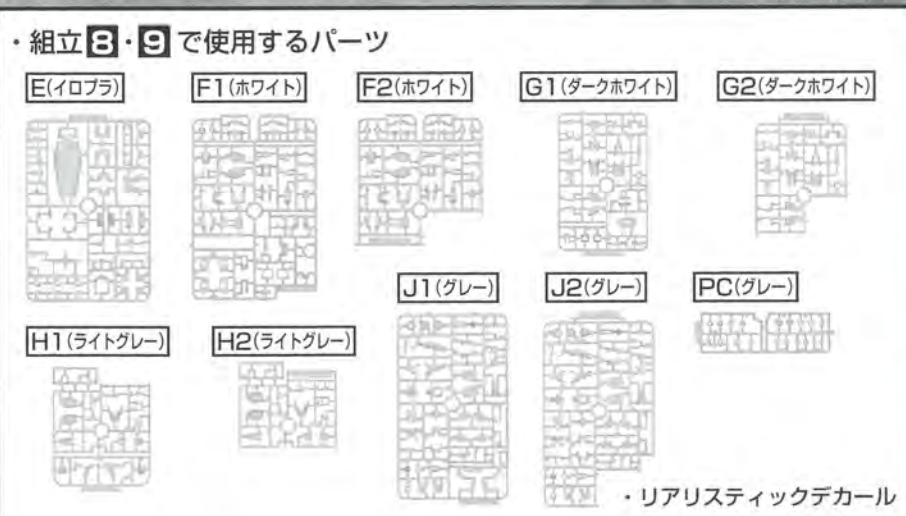 ・組立8・9で使用するパーツ
E(イロプラ)
F1(ホワイト)
F2(ホワイト)
G1(ダークホワイト)
G2(ダークホワイト)
J1(グレー)
J2(グレー)
PC(グレー)
H1(ライトグレー)
H2(ライトグレー)
・リアリスティックデカール